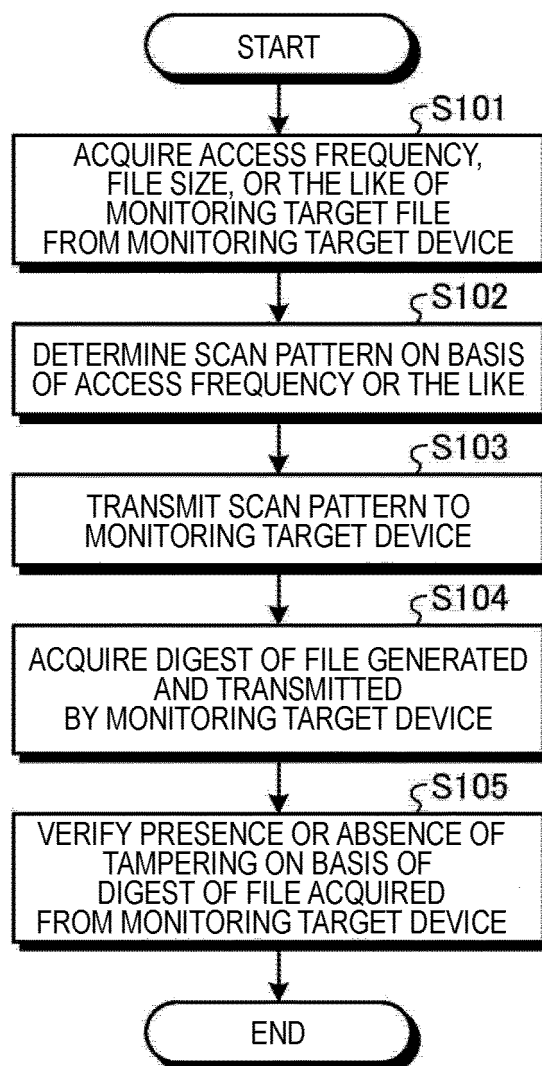 START
S101
ACQUIRE ACCESS FREQUENCY,
FILE SIZE, OR THE LIKE OF
MONITORING TARGET FILE
FROM MONITORING TARGET DEVICE
S102
DETERMINE SCAN PATTERN ON BASIS
OF ACCESS FREQUENCY OR THE LIKE
S103
TRANSMIT SCAN PATTERN TO
MONITORING TARGET DEVICE
S104
ACQUIRE DIGEST OF FILE GENERATED
AND TRANSMITTED
BY MONITORING TARGET DEVICE
S105
VERIFY PRESENCE OR ABSENCE OF
TAMPERING ON BASIS OF
DIGEST OF FILE ACQUIRED
FROM MONITORING TARGET DEVICE
END